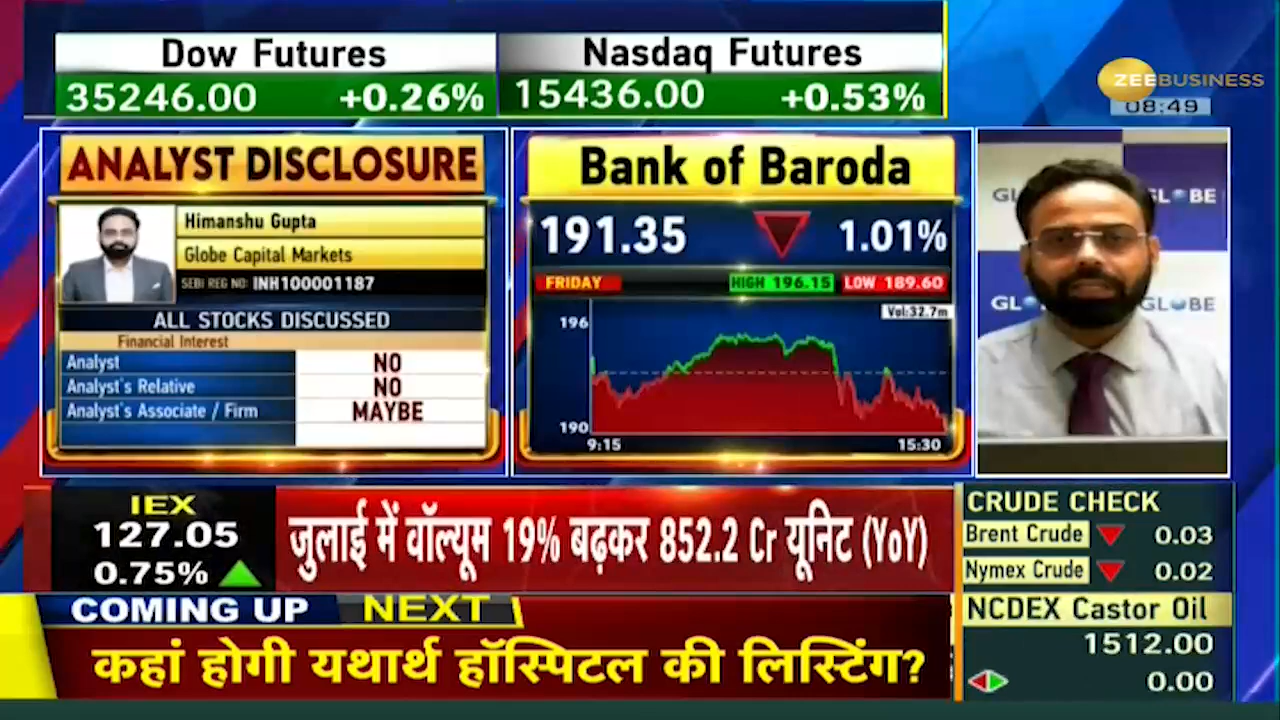 Dow Futures
35246.00 +0.26%
Nasdaq Futures
15436.00 +0.53%
ZEEBUSINESS
08:49
ANALYST DISCLOSURE
Himanshu Gupta
Globe Capital Markets
SEBI REG NO: INH100001187
ALL STOCKS DISCUSSED
Financial Interest
Analyst NO
Analyst's Relative NO
Analyst's Associate / Firm MAYBE
Bank of Baroda
191.35 1.01%
FRIDAY HIGH 196.15 LOW 189.60
Vol:32.7m
196
190
9:15 15:30
GLOBE
GLOBE
IEX
127.05
0.75%
जुलाई में वॉल्यूम 19% बढ़कर 852.2 Cr यूनिट (YoY)
COMING UP NEXT
कहां होगी यथार्थ हॉस्पिटल की लिस्टिंग?
CRUDE CHECK
Brent Crude 0.03
Nymex Crude 0.02
NCDEX Castor Oil
1512.00
0.00